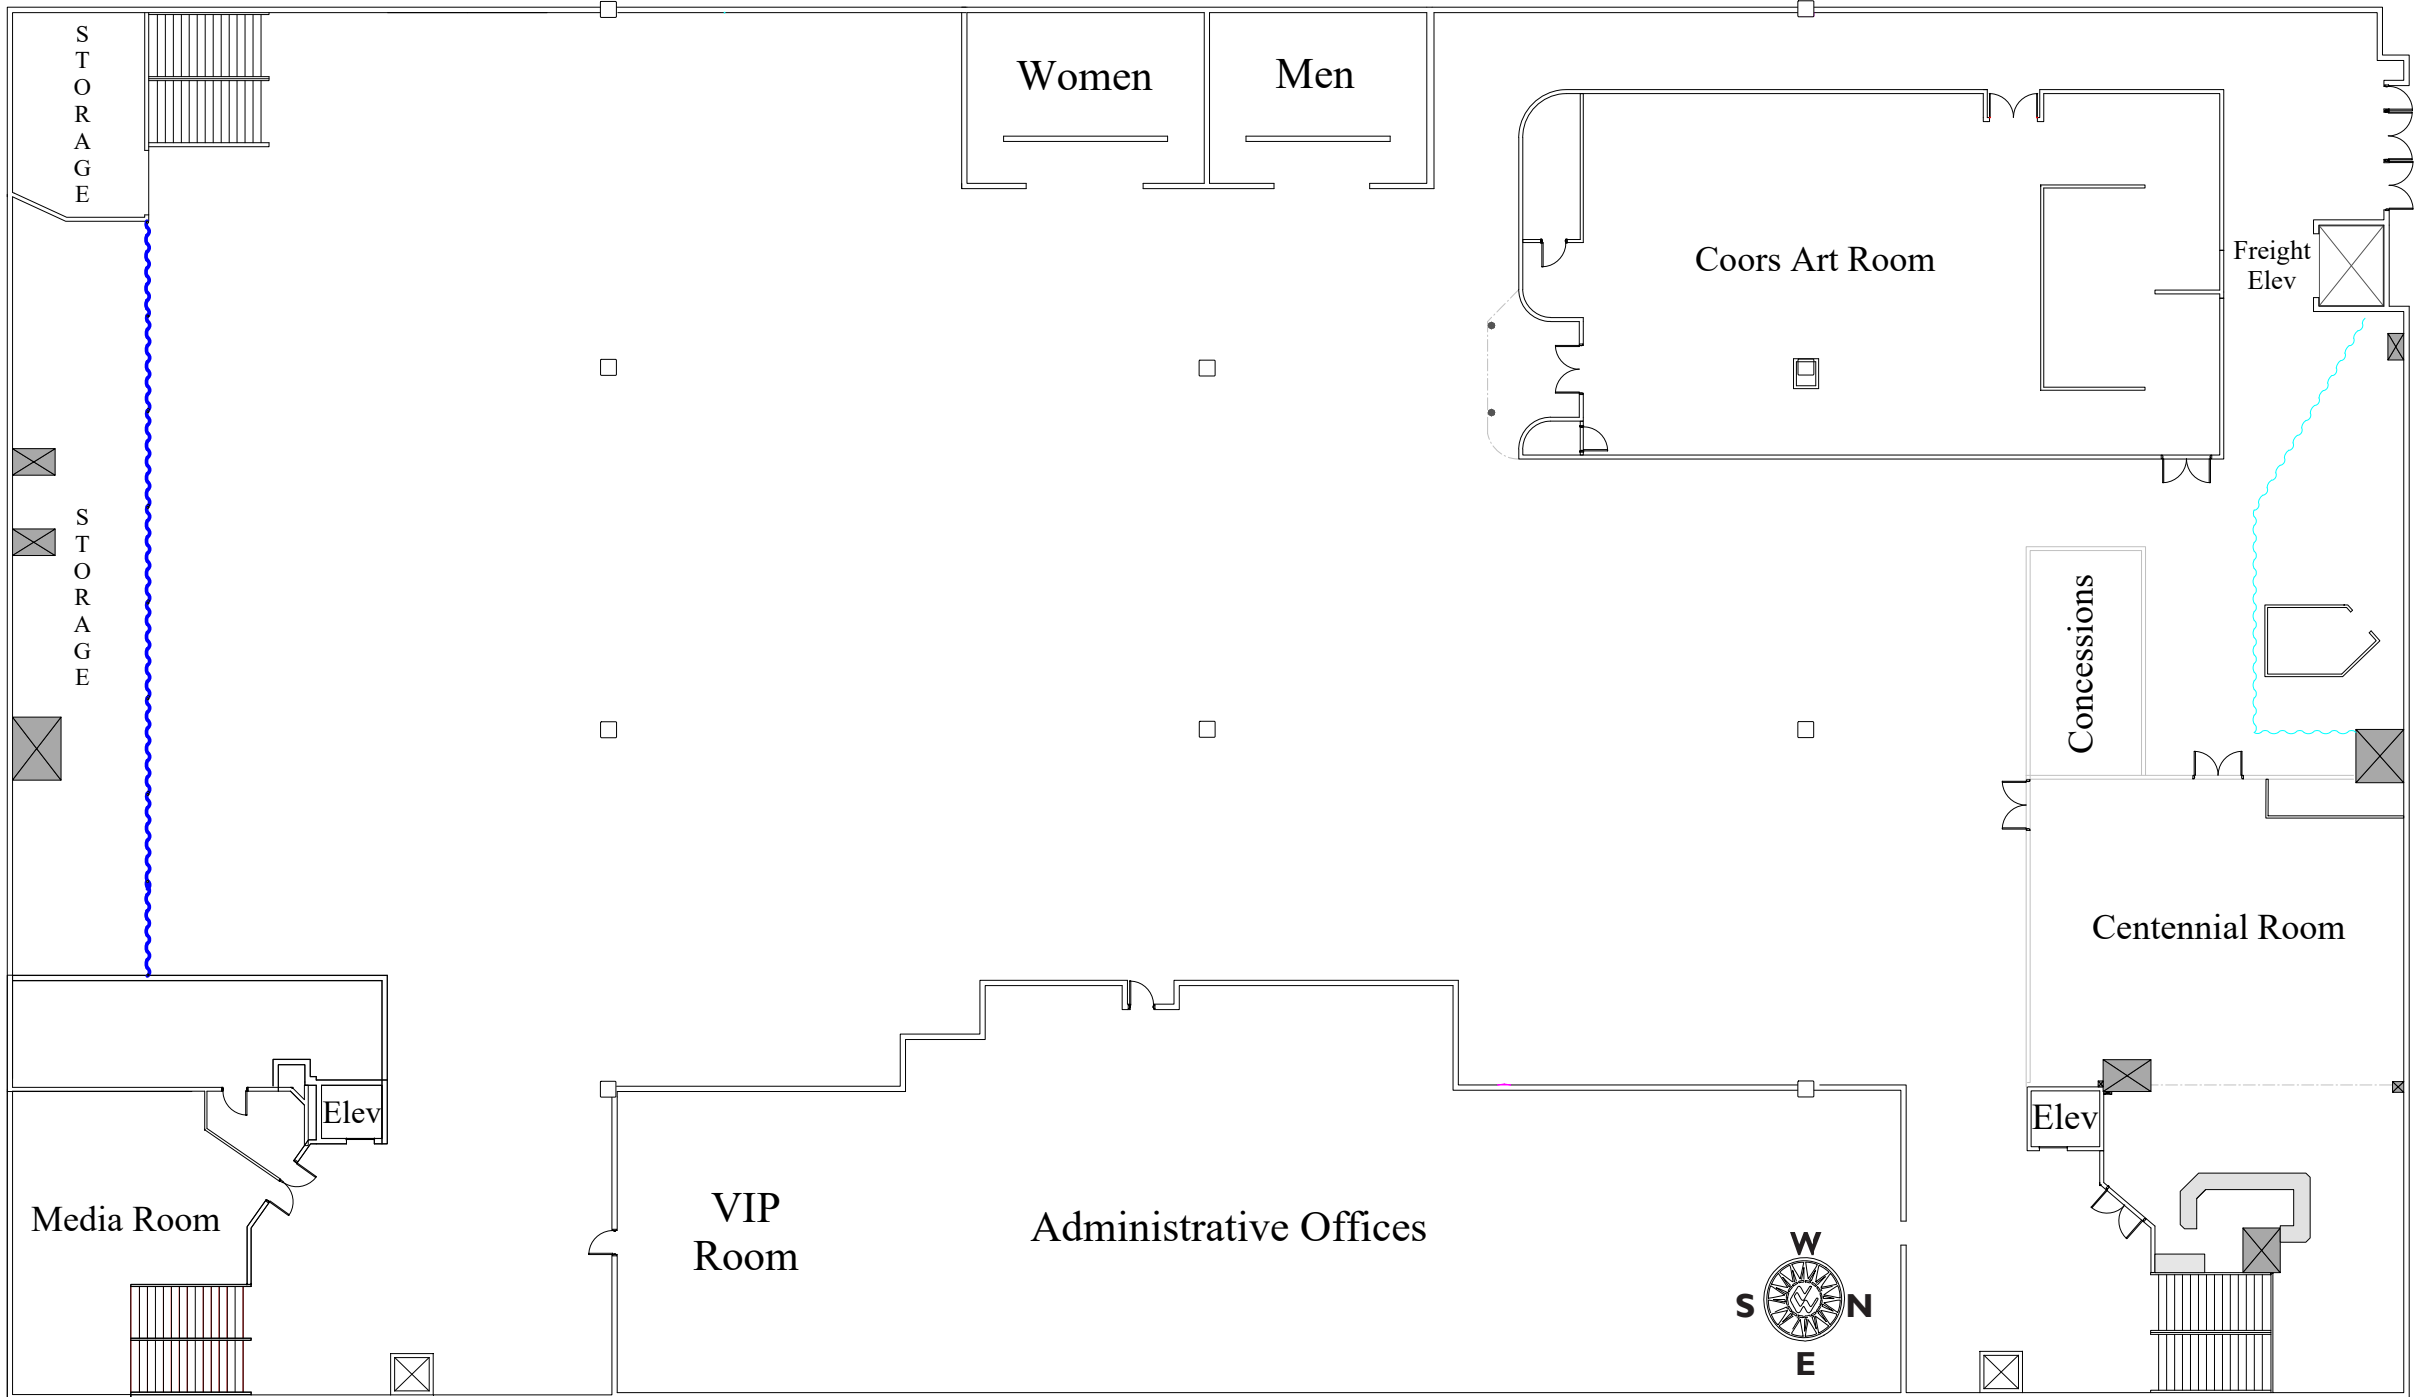 STORAGE
Women
Men
Coors Art Room
Freight
Elev
STORAGE
Concessions
Centennial Room
Elev
Elev
Media Room
VIP
Room
Administrative Offices
W
S
N
E